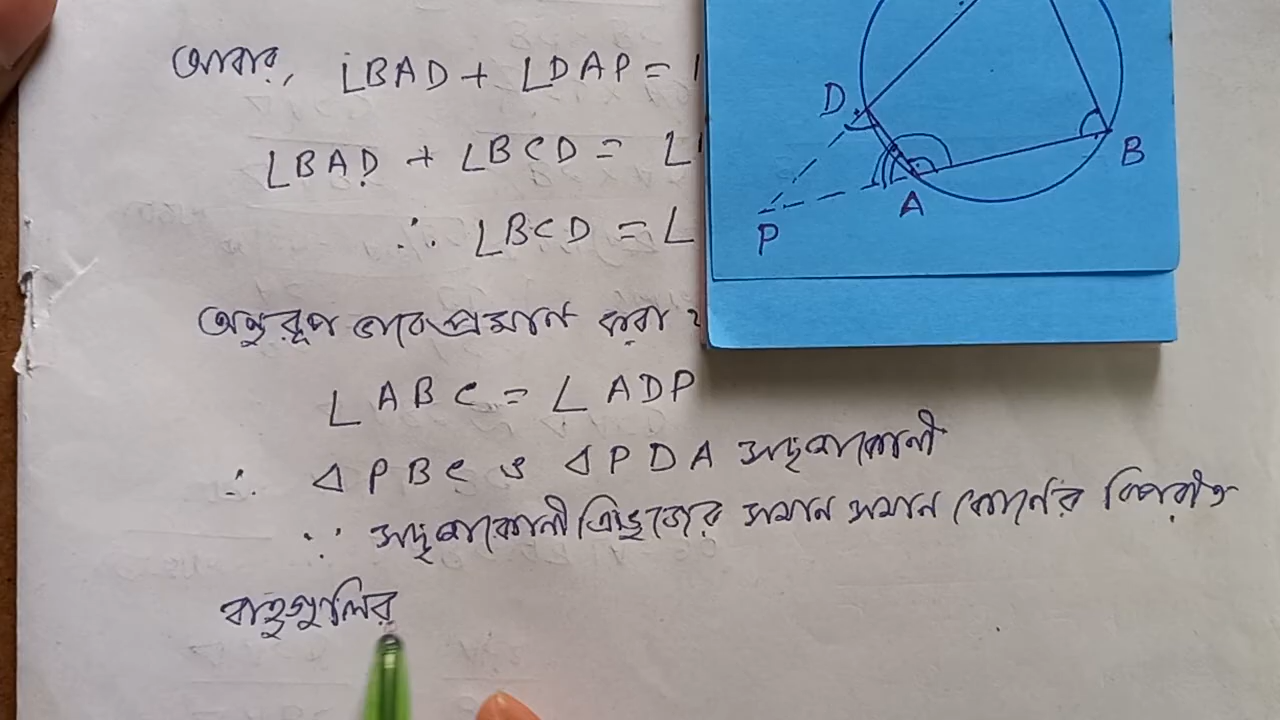 আবার, ∠BAD + ∠DAP =
∠BAD + ∠BCD = ∠
∴ ∠BCD = ∠
অনুরূপ ভাবে প্রমান করা
∠ABC = ∠ADP
∴ △PBC ও △PDA সদৃশকোনী
∵ সদৃশকোনী ত্রিভুজের সমান সমান কোনের বিপরীত
বাহুগুলির
D
B
A
P